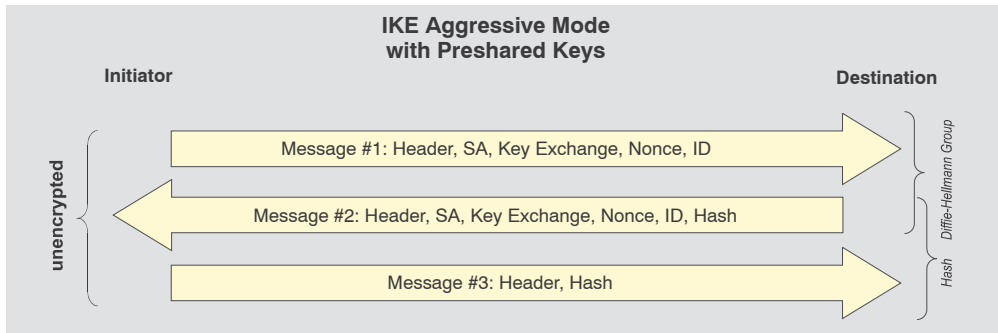 IKE Aggressive Mode
with Preshared Keys
Initiator
Destination
unencrypted
Message #1: Header, SA, Key Exchange, Nonce, ID
Message #2: Header, SA, Key Exchange, Nonce, ID, Hash
Message #3: Header, Hash
Diffie-Hellmann Group
Hash